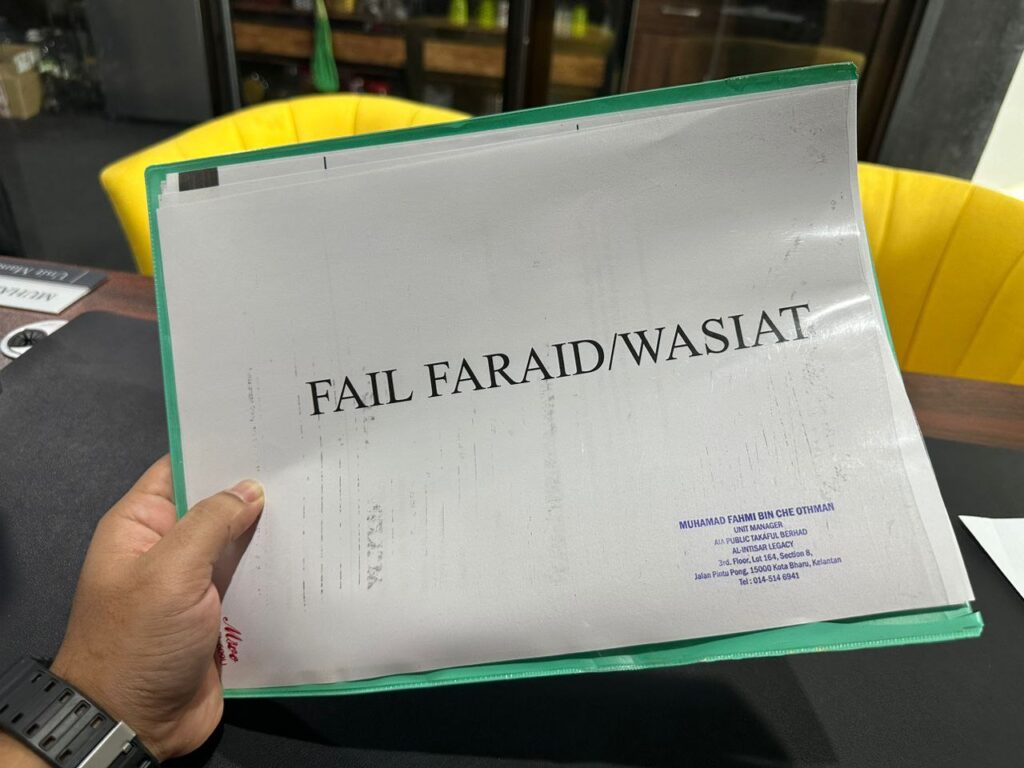 FAIL FARAID/WASIAT
MUHAMAD FAHMI BIN CHE OTHMAN
UNIT MANAGER
AIA PUBLIC TAKAFUL BERHAD
AL-INTISAR LEGACY
3rd. Floor, Lot 164, Section 8,
Jalan Pintu Pong, 15000 Kota Bharu, Kelantan
Tel : 014-514 6941
Unit